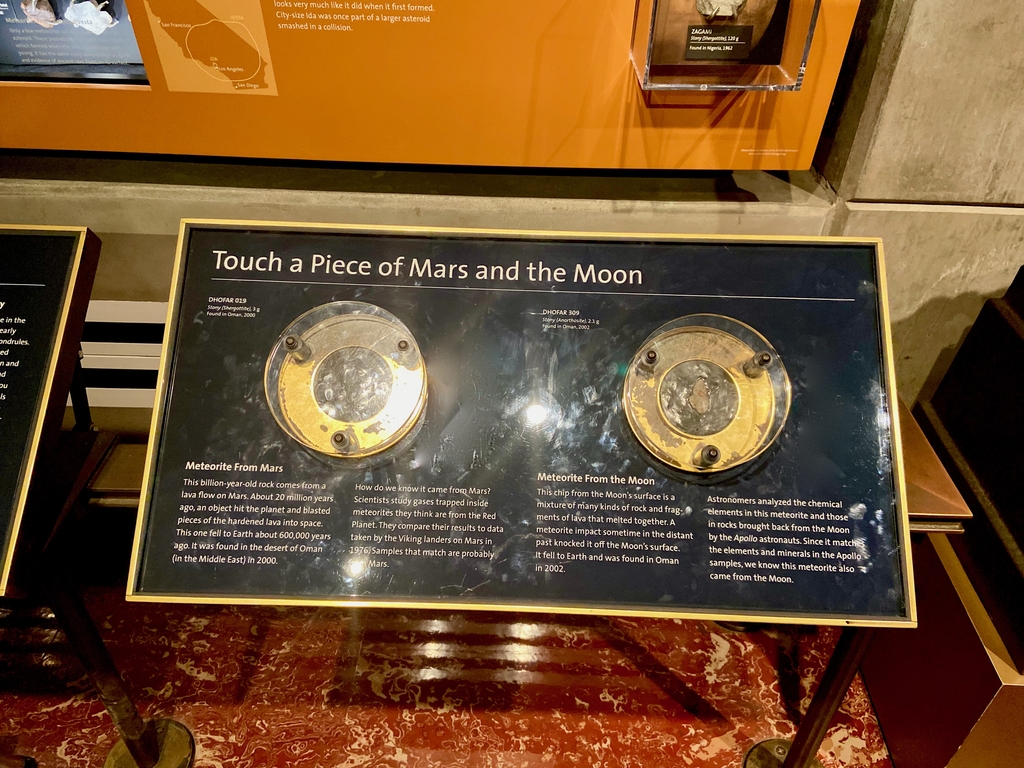 looks very much like it did when it first formed.
City-size Ida was once part of a larger asteroid
smashed in a collision.
San Francisco
Los Angeles
San Diego
ZAGAMI
Stony (Shergottite), 120 g
Found in Nigeria, 1962
Touch a Piece of Mars and the Moon
DHOFAR 019
Stony (Shergottite), 3 g
Found in Oman, 2000
DHOFAR 309
Stony (Anorthosite), 2.5 g
Found in Oman, 2002
Meteorite From Mars
This billion-year-old rock comes from a
lava flow on Mars. About 20 million years
ago, an object hit the planet and blasted
pieces of the hardened lava into space.
This one fell to Earth about 600,000 years
ago. It was found in the desert of Oman
(in the Middle East) in 2000.
How do we know it came from Mars?
Scientists study gases trapped inside
meteorites they think are from the Red
Planet. They compare their results to data
taken by the Viking landers on Mars in
1976. Samples that match are probably
Mars.
Meteorite From the Moon
This chip from the Moon's surface is a
mixture of many kinds of rock and frag-
ments of lava that melted together. A
meteorite impact sometime in the distant
past knocked it off the Moon's surface.
It fell to Earth and was found in Oman
in 2002.
Astronomers analyzed the chemical
elements in this meteorite and those
in rocks brought back from the Moon
by the Apollo astronauts. Since it matches
the elements and minerals in the Apollo
samples, we know this meteorite also
came from the Moon.